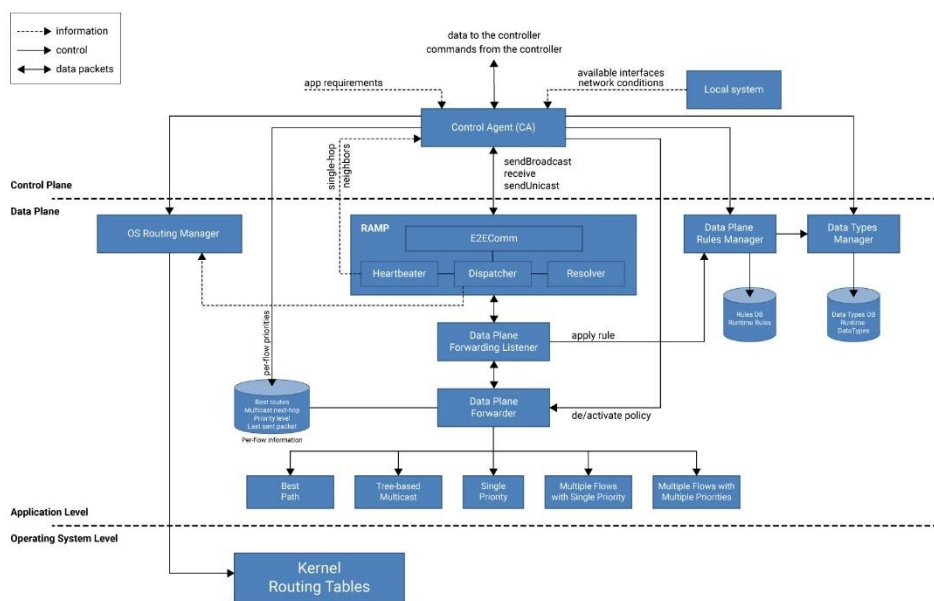 information
control
data packets
data to the controller
commands from the controller
app requirements
available interfaces
network conditions
Local system
Control Agent (CA)
single-hop
neighbors
sendBroadcast
receive
sendUnicast
Control Plane
Data Plane
OS Routing Manager
RAMP
E2EComm
Heartbeater
Dispatcher
Resolver
Data Plane
Rules Manager
Data Types
Manager
Rules DB
Runtime Rules
Data Types DB
Runtime
DataTypes
per-flow priorities
Data Plane
Forwarding Listener
apply rule
Best routes
Multicast next-hop
Priority level
Last sent packet
Per-flow Information
Data Plane
Forwarder
de/activate policy
Best
Path
Tree-based
Multicast
Single
Priority
Multiple Flows
with Single Priority
Multiple Flows with
Multiple Priorities
Application Level
Operating System Level
Kernel
Routing Tables